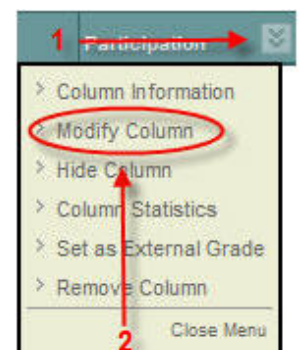 1 Participation
> Column Information
> Modify Column
> Hide Column
> Column Statistics
> Set as External Grade
> Remove Column
2 Close Menu